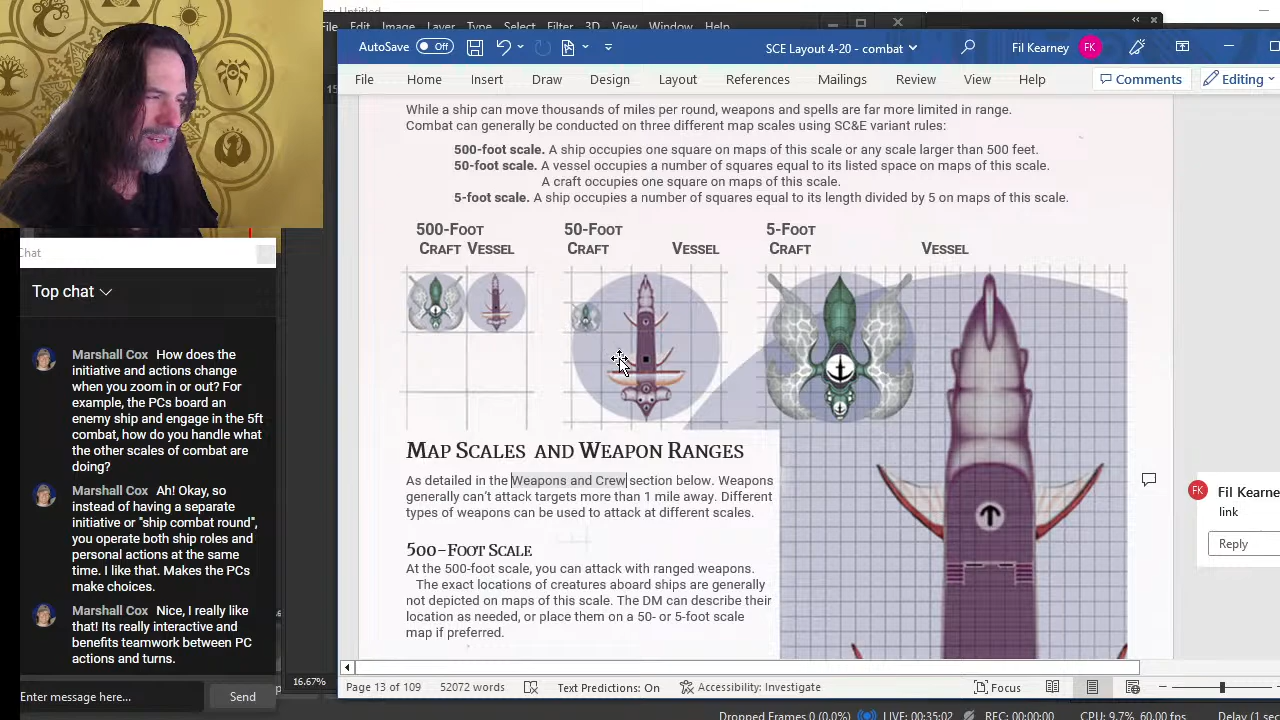 File Edit Image Layer Type Select Filter 3D View Window Help
AutoSave Off
SCE Layout 4-20 - combat
Fil Kearney FK
File Home Insert Draw Design Layout References Mailings Review View Help Comments Editing
While a ship can move thousands of miles per round, weapons and spells are far more limited in range.
Combat can generally be conducted on three different map scales using SC&E variant rules:
500-foot scale. A ship occupies one square on maps of this scale or any scale larger than 500 feet.
50-foot scale. A vessel occupies a number of squares equal to its listed space on maps of this scale.
A craft occupies one square on maps of this scale.
5-foot scale. A ship occupies a number of squares equal to its length divided by 5 on maps of this scale.
500-Foot
Craft Vessel
50-Foot
Craft Vessel
5-Foot
Craft Vessel
Map Scales and Weapon Ranges
As detailed in the Weapons and Crew section below. Weapons
generally can't attack targets more than 1 mile away. Different
types of weapons can be used to attack at different scales.
500-Foot Scale
At the 500-foot scale, you can attack with ranged weapons.
The exact locations of creatures aboard ships are generally
not depicted on maps of this scale. The DM can describe their
location as needed, or place them on a 50- or 5-foot scale
map if preferred.
FK Fil Kearne
link
Reply
Chat
Top chat
Marshall Cox How does the
initiative and actions change
when you zoom in or out? For
example, the PCs board an
enemy ship and engage in the 5ft
combat, how do you handle what
the other scales of combat are
doing?
Marshall Cox Ah! Okay, so
instead of having a separate
initiative or "ship combat round",
you operate both ship roles and
personal actions at the same
time. I like that. Makes the PCs
make choices.
Marshall Cox Nice, I really like
that! Its really interactive and
benefits teamwork between PC
actions and turns.
Enter message here... Send
16.67%
Page 13 of 109 52072 words Text Predictions: On Accessibility: Investigate Focus
Dropped Frames 0 (0.0%) LIVE: 00:35:02 REC: 00:00:00 CPU: 9.7%, 60.00 fps Delay (1 sec